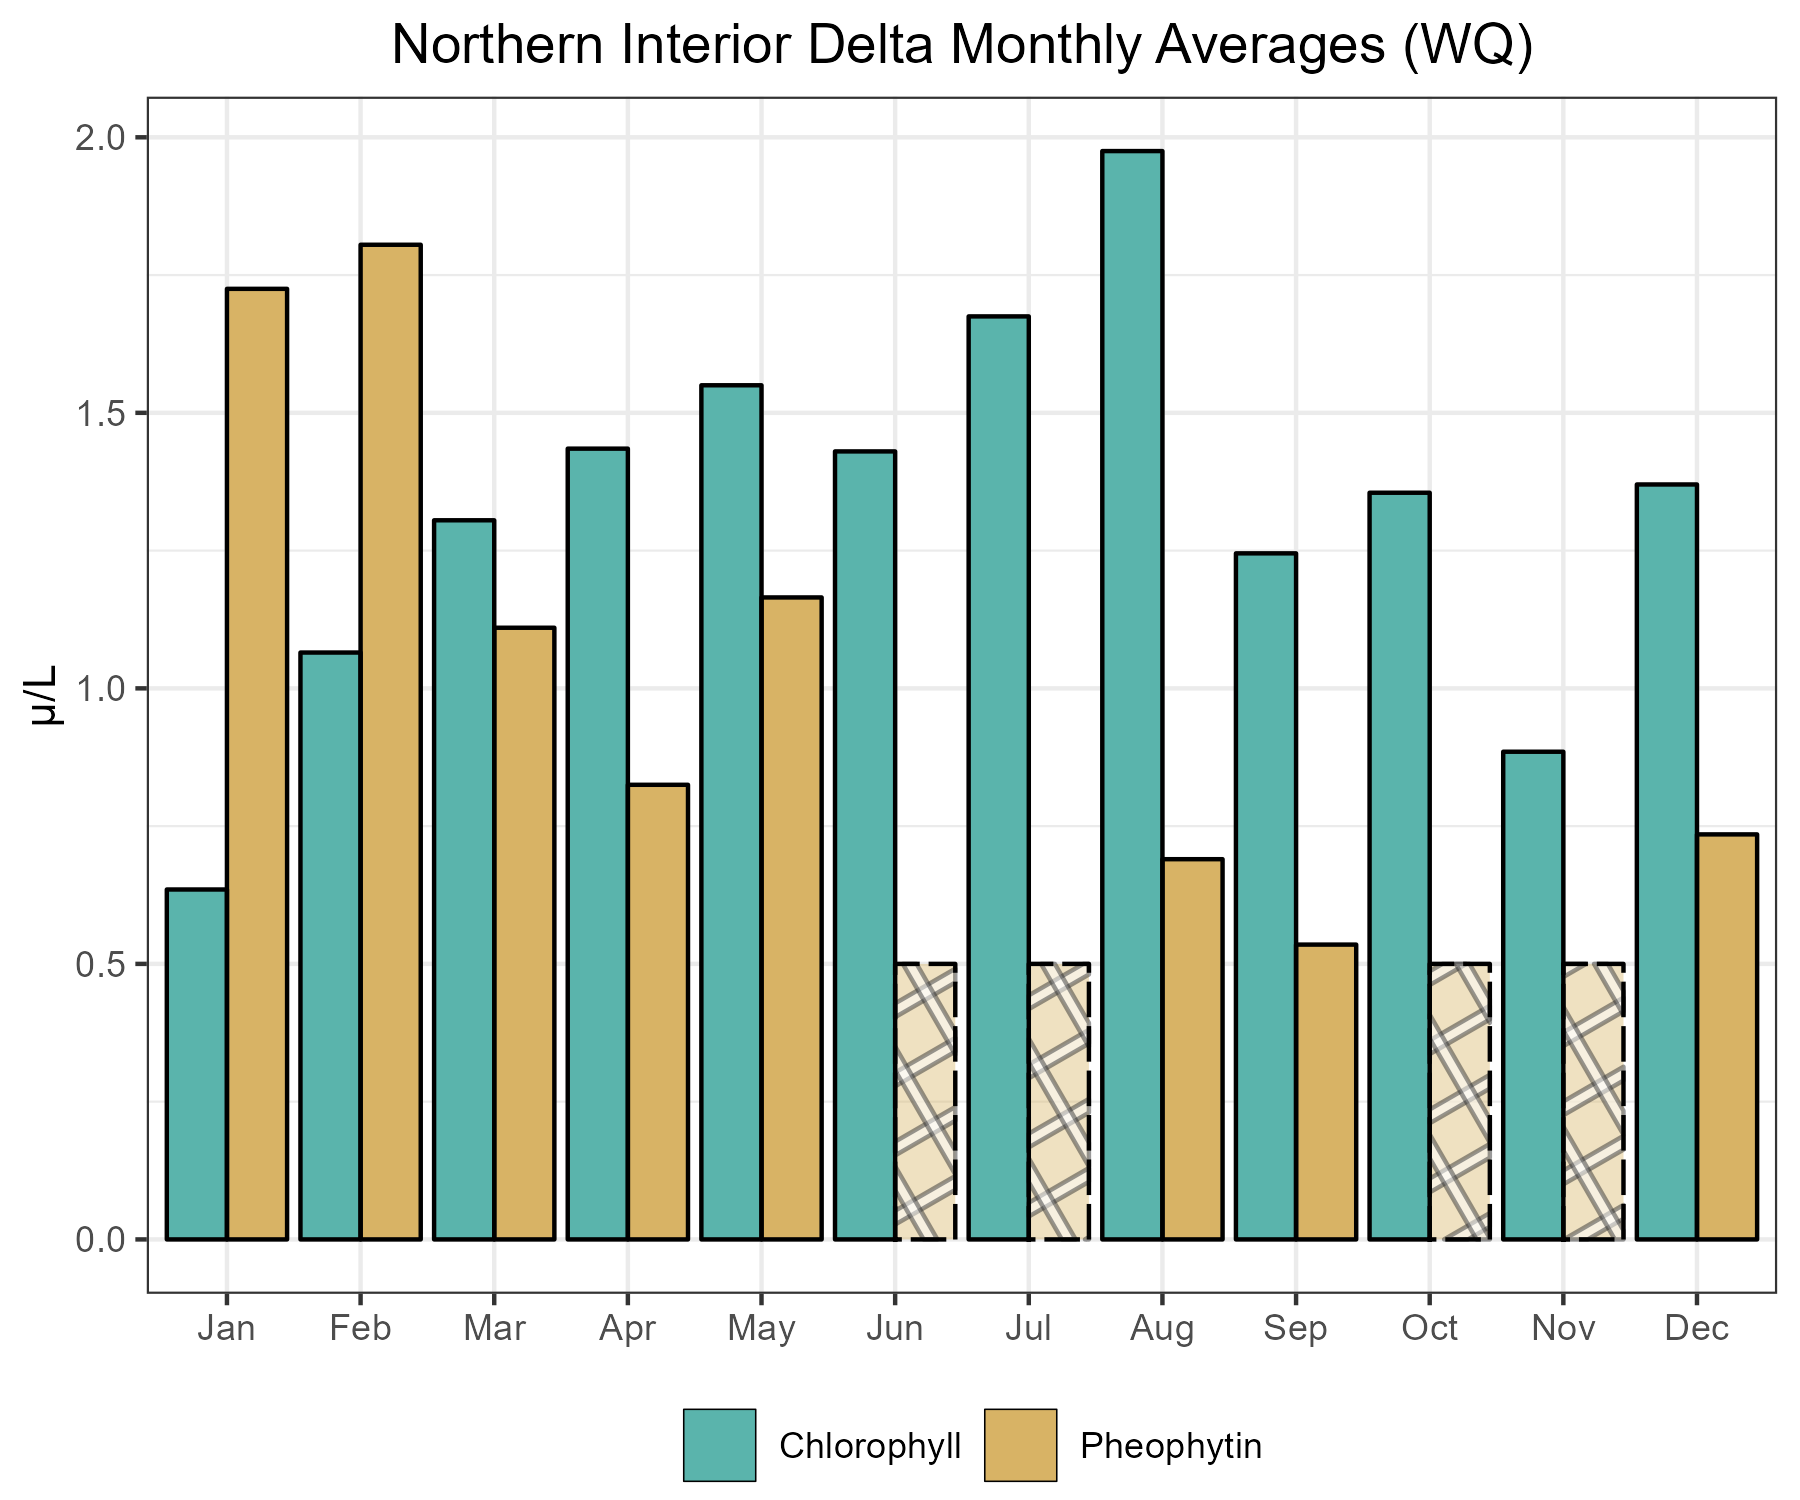 Northern Interior Delta Monthly Averages (WQ)
2.0
1.5
1.0
0.5
0.0
µ/L
Jan Feb Mar Apr May Jun Jul Aug Sep Oct Nov Dec
Chlorophyll Pheophytin